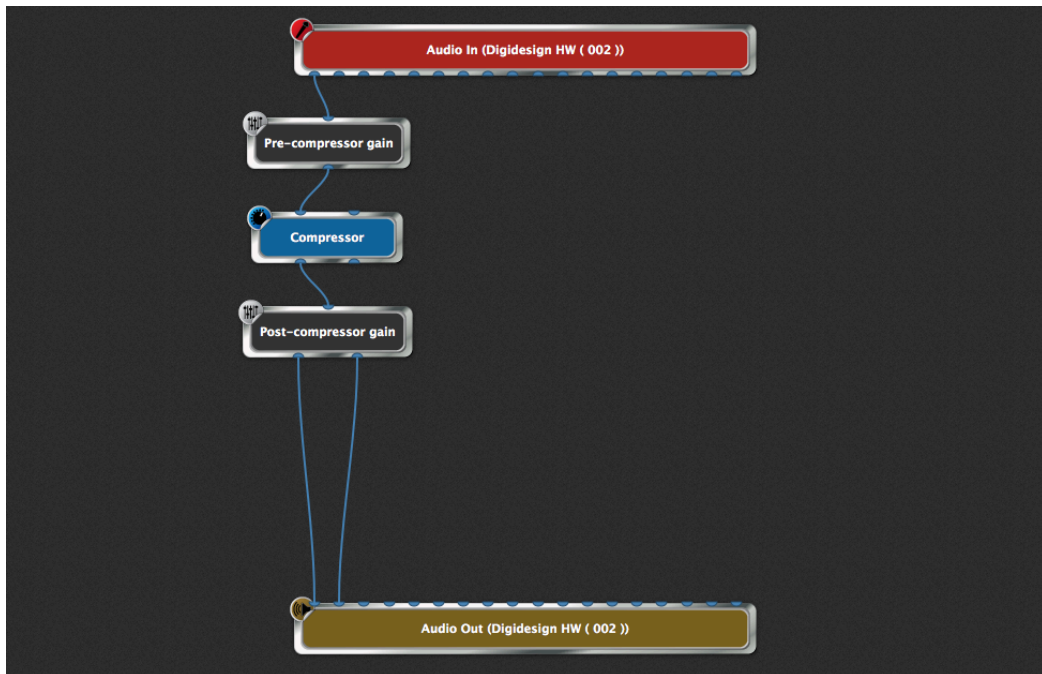 Audio In (Digidesign HW ( 002 ))
Pre-compressor gain
Compressor
Post-compressor gain
Audio Out (Digidesign HW ( 002 ))